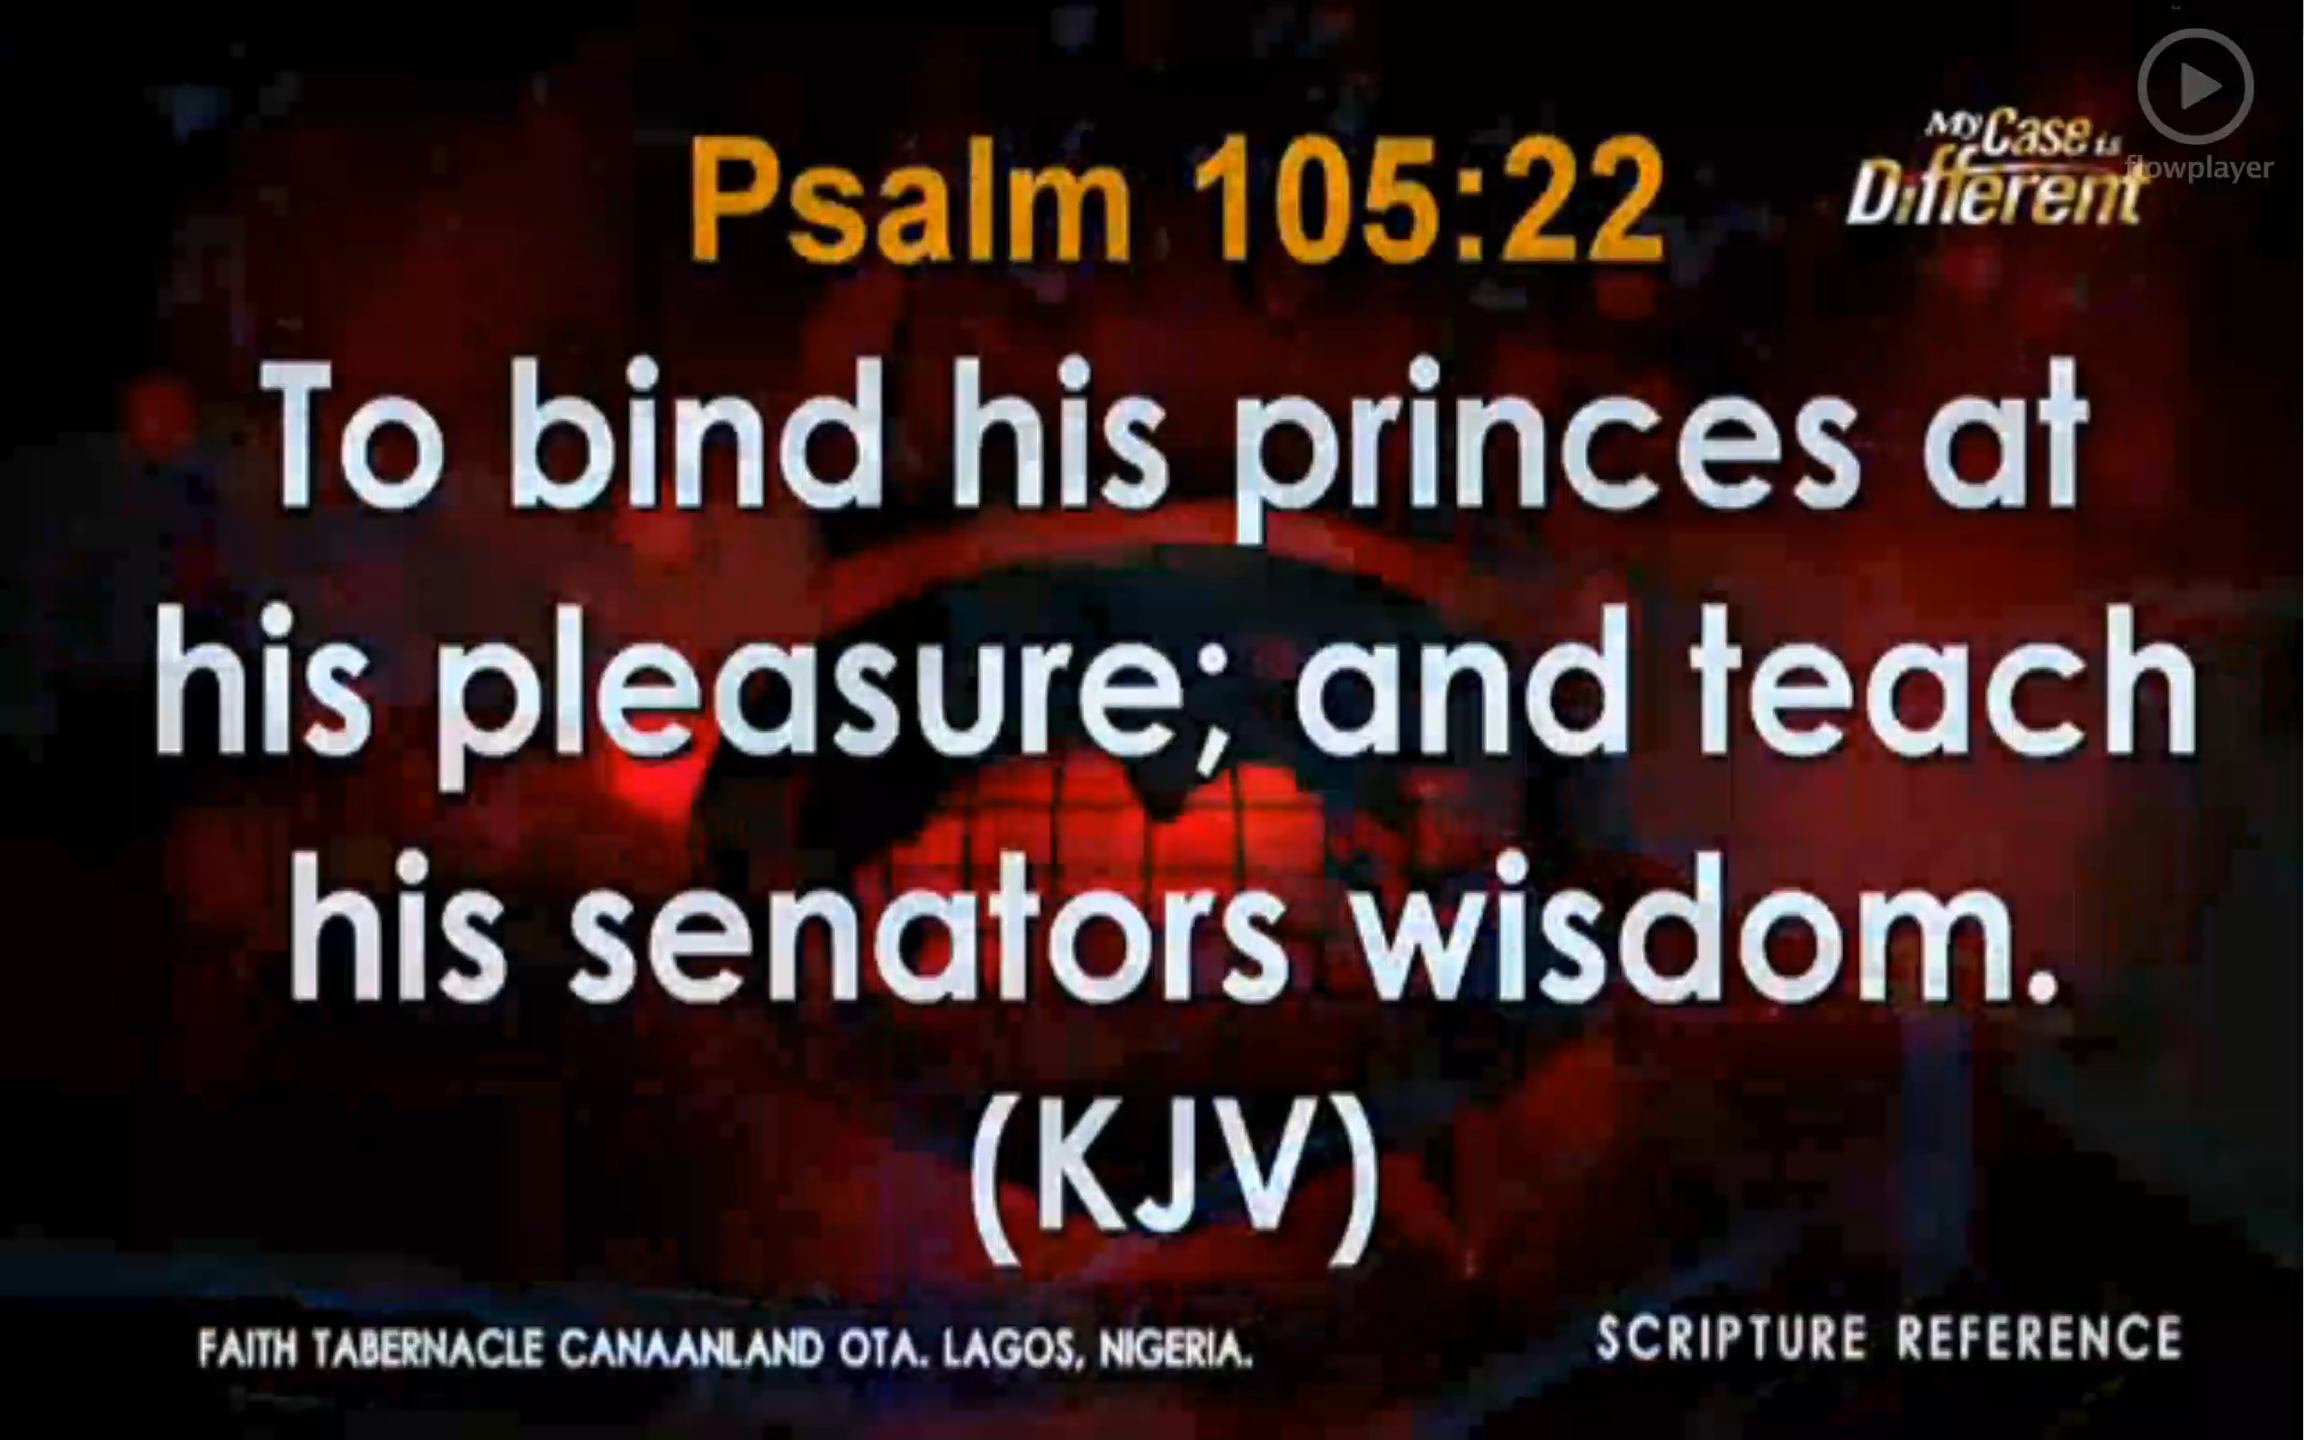 My Case is
Different
flowplayer
Psalm 105:22
To bind his princes at
his pleasure; and teach
his senators wisdom.
(KJV)
FAITH TABERNACLE CANAANLAND OTA. LAGOS, NIGERIA.
SCRIPTURE REFERENCE